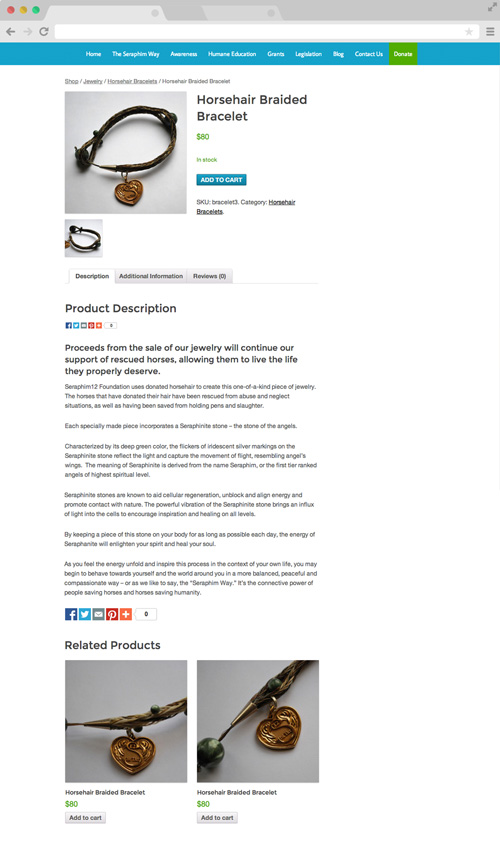 Home The Seraphim Way Awareness Humane Education Grants Legislation Blog Contact Us Donate
Shop / Jewelry / Horsehair Bracelets / Horsehair Braided Bracelet
Horsehair Braided
Bracelet
$80
In stock
ADD TO CART
SKU: bracelet3. Category: Horsehair
Bracelets.
Description Additional Information Reviews (0)
Product Description
0
Proceeds from the sale of our jewelry will continue our
support of rescued horses, allowing them to live the life
they properly deserve.
Seraphim12 Foundation uses donated horsehair to create this one-of-a-kind piece of jewelry.
The horses that have donated their hair have been rescued from abuse and neglect
situations, as well as having been saved from holding pens and slaughter.
Each specially made piece incorporates a Seraphinite stone – the stone of the angels.
Characterized by its deep green color, the flickers of iridescent silver markings on the
Seraphinite stone reflect the light and capture the movement of flight, resembling angel's
wings. The meaning of Seraphinite is derived from the name Seraphim, or the first tier ranked
angels of highest spiritual level.
Seraphinite stones are known to aid cellular regeneration, unblock and align energy and
promote contact with nature. The powerful vibration of the Seraphinite stone brings an influx
of light into the cells to encourage inspiration and healing on all levels.
By keeping a piece of this stone on your body for as long as possible each day, the energy of
Seraphanite will enlighten your spirit and heal your soul.
As you feel the energy unfold and inspire this process in the context of your own life, you may
begin to behave towards yourself and the world around you in a more balanced, peaceful and
compassionate way – or as we like to say, the "Seraphim Way." It's the connective power of
people saving horses and horses saving humanity.
0
Related Products
Horsehair Braided Bracelet
$80
Add to cart
Horsehair Braided Bracelet
$80
Add to cart